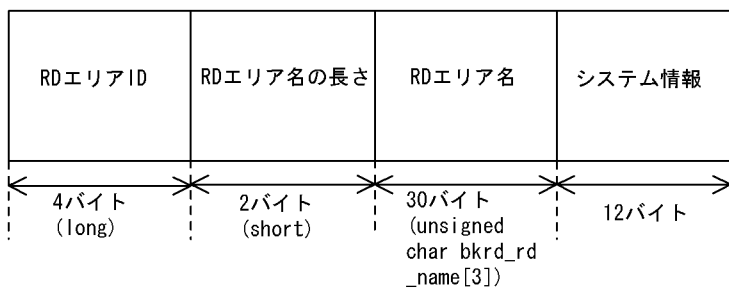 RDエリアID
RDエリア名の長さ
RDエリア名
システム情報
4バイト
(long)
2バイト
(short)
30バイト
(unsigned
char bkrd_rd
_name[3])
12バイト